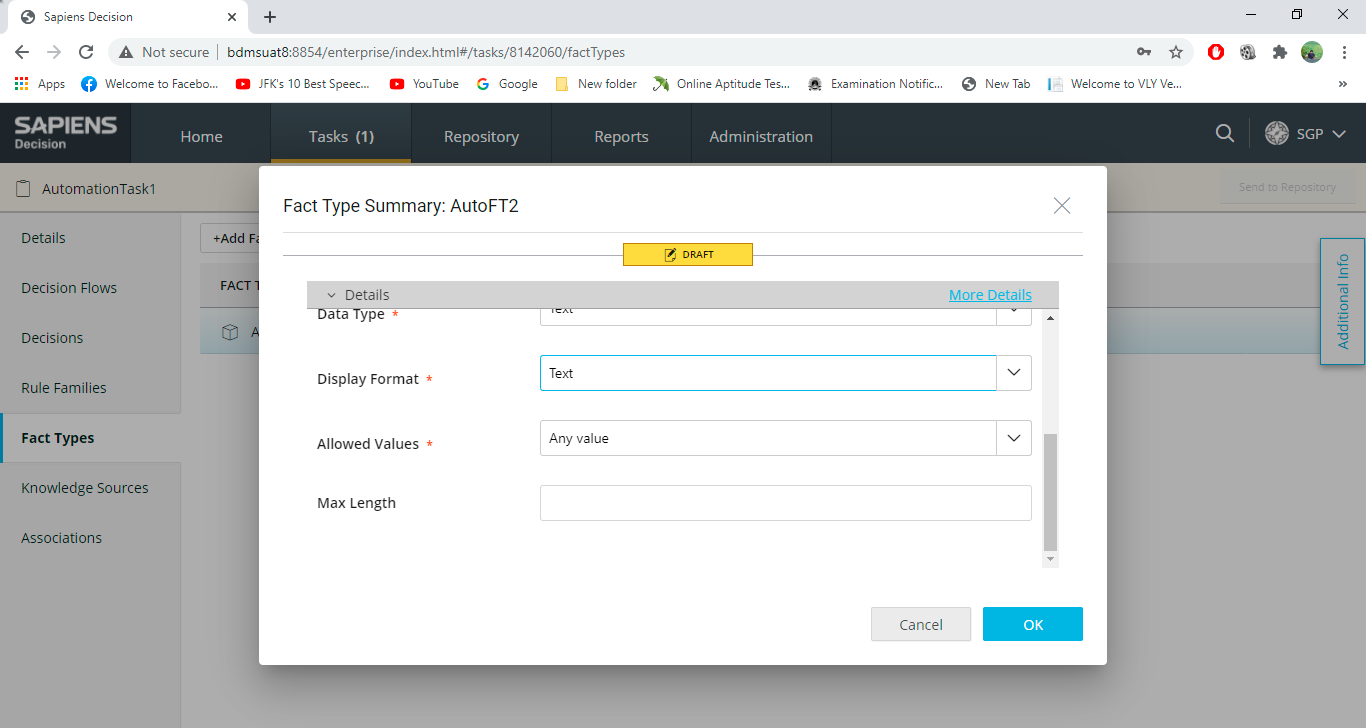 Sapiens Decision
Not secure
bdmsuat8:8854/enterprise/index.html#/tasks/8142060/factTypes
Apps
Welcome to Facebo...
JFK's 10 Best Speec...
YouTube
Google
New folder
Online Aptitude Tes...
Examination Notific...
New Tab
Welcome to VLY Ve...
»
SAPIENS
Decision
Home
Tasks (1)
Repository
Reports
Administration
SGP
AutomationTask1
Send to Repository
Details
Decision Flows
Decisions
Rule Families
Fact Types
Knowledge Sources
Associations
+Add Fa
FACT T
A
Fact Type Summary: AutoFT2
DRAFT
Details
More Details
Data Type *
Text
Display Format *
Text
Allowed Values *
Any value
Max Length
Cancel
OK
Additional Info